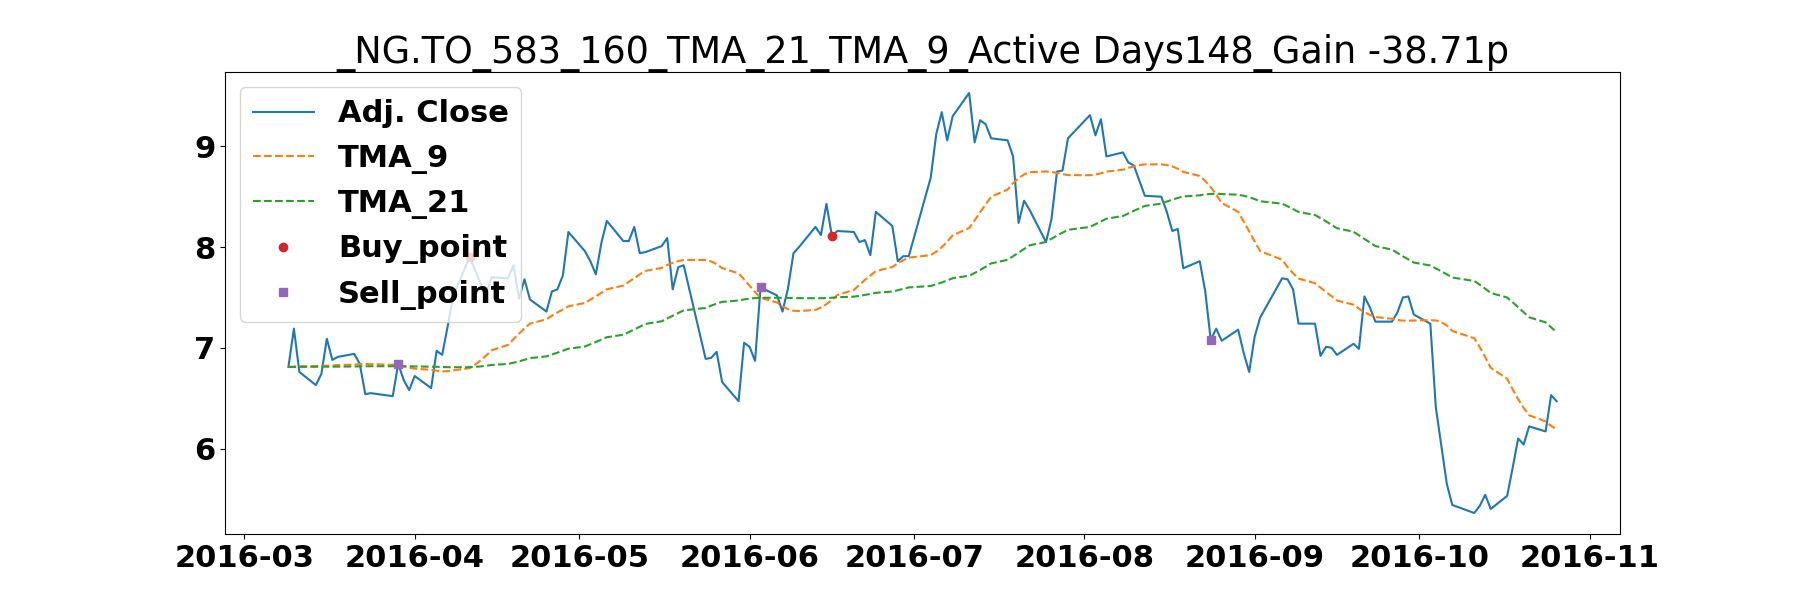 _NG.TO_583_160_TMA_21_TMA_9_Active Days148_Gain -38.71p
Adj. Close
TMA_9
TMA_21
Buy_point
Sell_point
9
8
7
6
2016-03 2016-04 2016-05 2016-06 2016-07 2016-08 2016-09 2016-10 2016-11